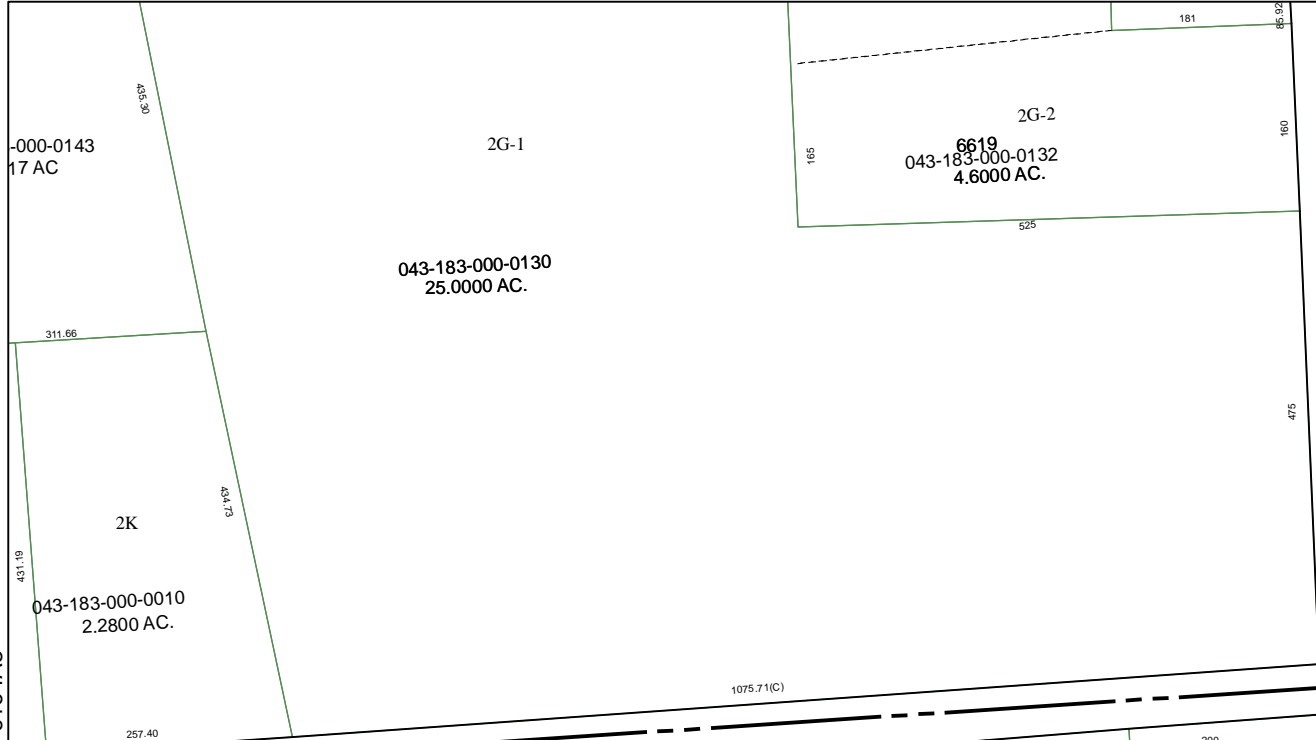 181
85.92
435.30
2G-1
2G-2
-000-0143
17 AC
6619
043-183-000-0132
4.6000 AC.
165
160
525
043-183-000-0130
25.0000 AC.
311.66
475
434.73
2K
431.19
043-183-000-0010
2.2800 AC.
1075.71(C)
257.40